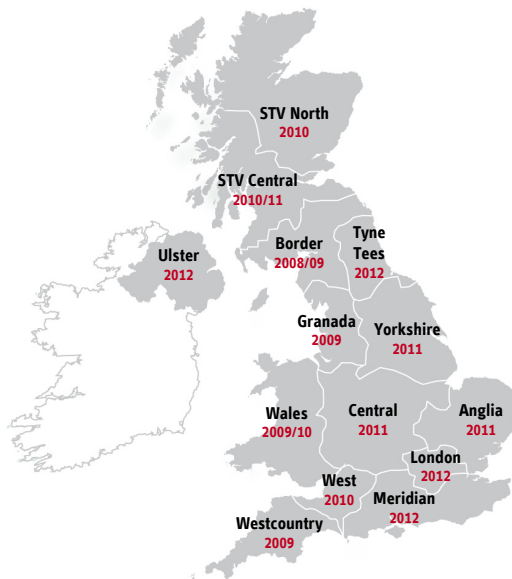 STV North
2010
STV Central
2010/11
Border
2008/09
Tyne
Tees
2012
Ulster
2012
Granada
2009
Yorkshire
2011
Wales
2009/10
Central
2011
Anglia
2011
London
2012
West
2010
Meridian
2012
Westcountry
2009